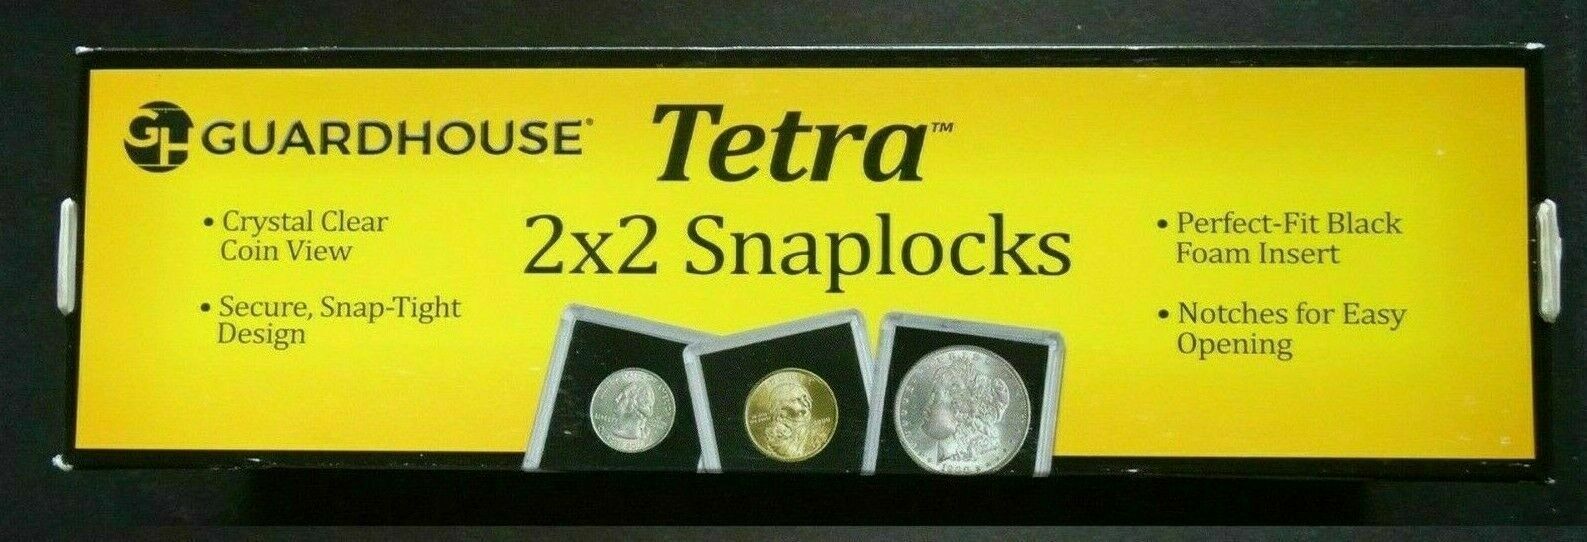 GH GUARDHOUSE®
Tetra™
2x2 Snaplocks
• Crystal Clear
Coin View
• Secure, Snap-Tight
Design
• Perfect-Fit Black
Foam Insert
• Notches for Easy
Opening